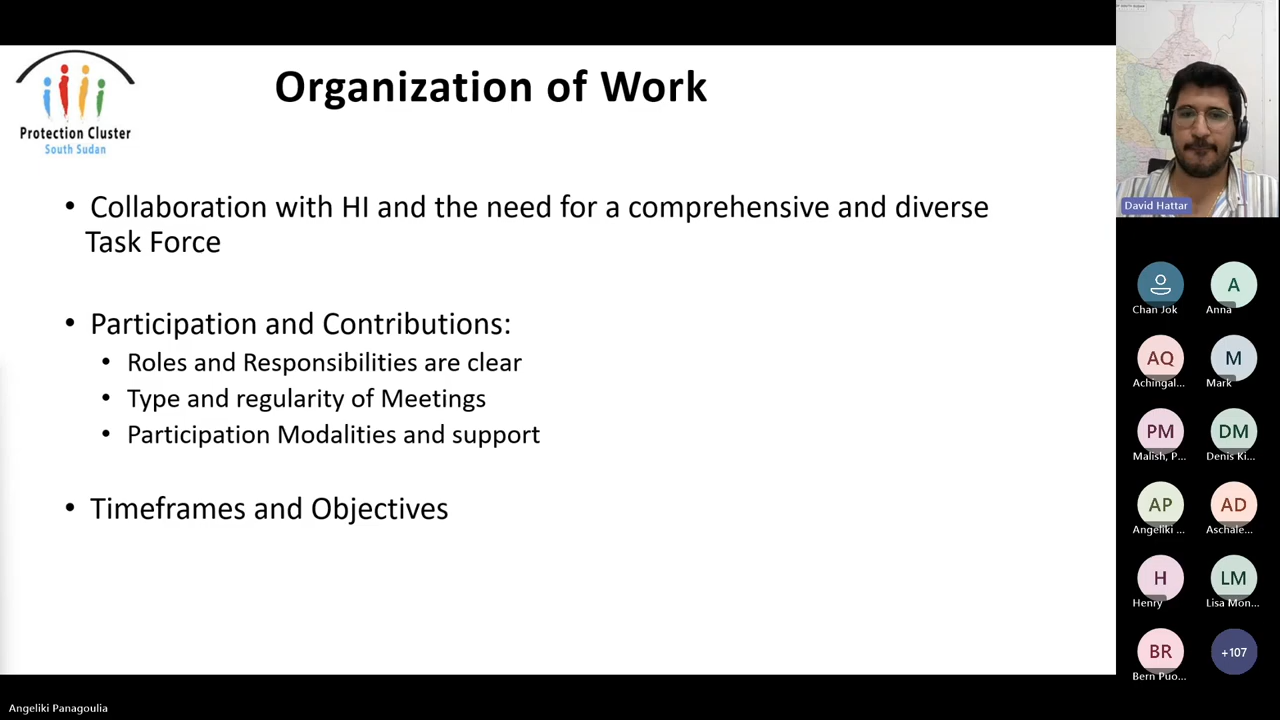 Organization of Work
Protection Cluster
South Sudan
• Collaboration with HI and the need for a comprehensive and diverse
Task Force
• Participation and Contributions:
• Roles and Responsibilities are clear
• Type and regularity of Meetings
• Participation Modalities and support
• Timeframes and Objectives
David Hattar
Chan Jok
A
Anna
AQ
Achingal...
M
Mark
PM
Malish, P...
DM
Denis Ki...
AP
Angeliki ...
AD
Aschale...
H
Henry
LM
Lisa Mon...
BR
Bern Puo...
+107
Angeliki Panagoulia